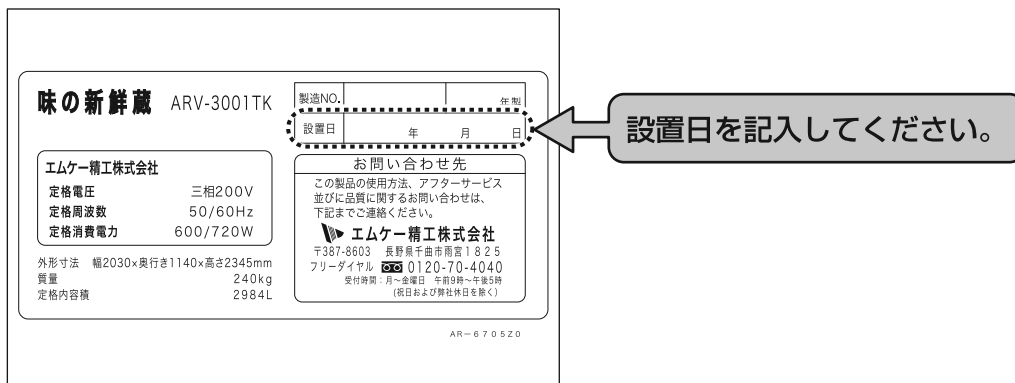 味の新鮮蔵 ARV-3001TK
製造NO. 年製
設置日 年 月 日
設置日を記入してください。
エムケー精工株式会社
定格電圧 三相200V
定格周波数 50/60Hz
定格消費電力 600/720W
外形寸法 幅2030×奥行き1140×高さ2345mm
質量 240kg
定格内容積 2984L
お問い合わせ先
この製品の使用方法、アフターサービス
並びに品質に関するお問い合わせは、
下記までご連絡ください。
エムケー精工株式会社
〒387-8603 長野県千曲市雨宮1825
フリーダイヤル 0120-70-4040
受付時間:月~金曜日 午前9時~午後5時
(祝日および弊社休日を除く)
AR-6705Z0